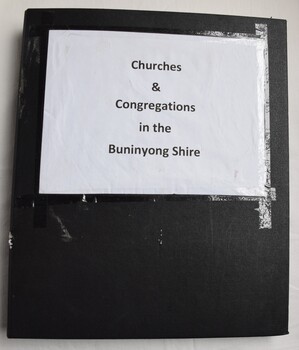 Churches
&
Congregations
in the
Buninyong Shire